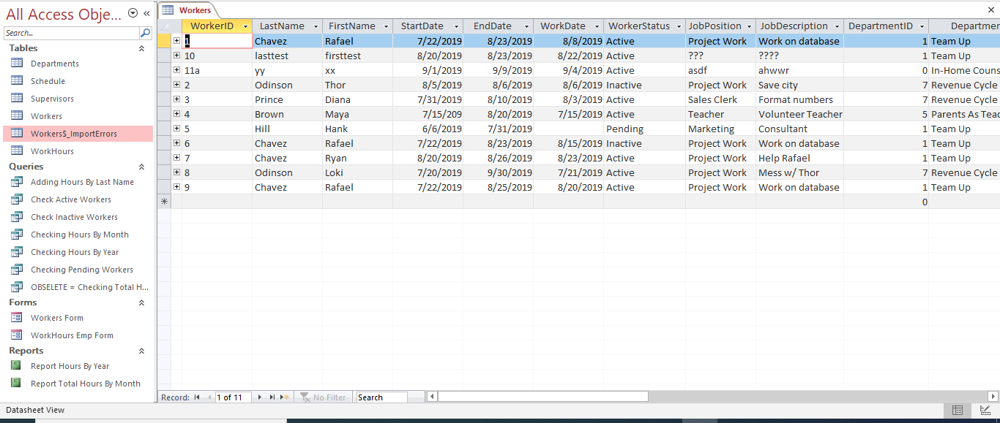 All Access Obje... «
Search...
Tables
Departments
Schedule
Supervisors
Workers
Workers$_ImportErrors
WorkHours
Queries
Adding Hours By Last Name
Check Active Workers
Check Inactive Workers
Checking Hours By Month
Checking Hours By Year
Checking Pending Workers
OBSELETE = Checking Total H...
Forms
Workers Form
WorkHours Emp Form
Reports
Report Hours By Year
Report Total Hours By Month
Workers
WorkerID LastName FirstName StartDate EndDate WorkDate WorkerStatus JobPosition JobDescription DepartmentID Departmen
1 Chavez Rafael 7/22/2019 8/23/2019 8/8/2019 Active Project Work Work on database 1 Team Up
10 lasttest firsttest 8/20/2019 8/23/2019 8/22/2019 Active ??? ???? 1 Team Up
11a yy xx 9/1/2019 9/9/2019 9/4/2019 Active asdf ahwwr 0 In-Home Couns
2 Odinson Thor 8/5/2019 8/6/2019 8/6/2019 Inactive Project Work Save city 7 Revenue Cycle
3 Prince Diana 7/31/2019 8/10/2019 8/3/2019 Active Sales Clerk Format numbers 7 Revenue Cycle
4 Brown Maya 7/15/209 8/20/2019 7/15/2019 Active Teacher Volunteer Teacher 5 Parents As Teac
5 Hill Hank 6/6/2019 7/31/2019 Pending Marketing Consultant 1 Team Up
6 Chavez Rafael 7/22/2019 8/23/2019 8/15/2019 Inactive Project Work Work on database 1 Team Up
7 Chavez Ryan 8/20/2019 8/26/2019 8/23/2019 Active Project Work Help Rafael 1 Team Up
8 Odinson Loki 7/20/2019 9/30/2019 7/21/2019 Active Project Work Mess w/ Thor 7 Revenue Cycle
9 Chavez Rafael 7/22/2019 8/25/2019 8/20/2019 Active Project Work Work on database 1 Team Up
0
Record: 1 of 11 No Filter Search
Datasheet View